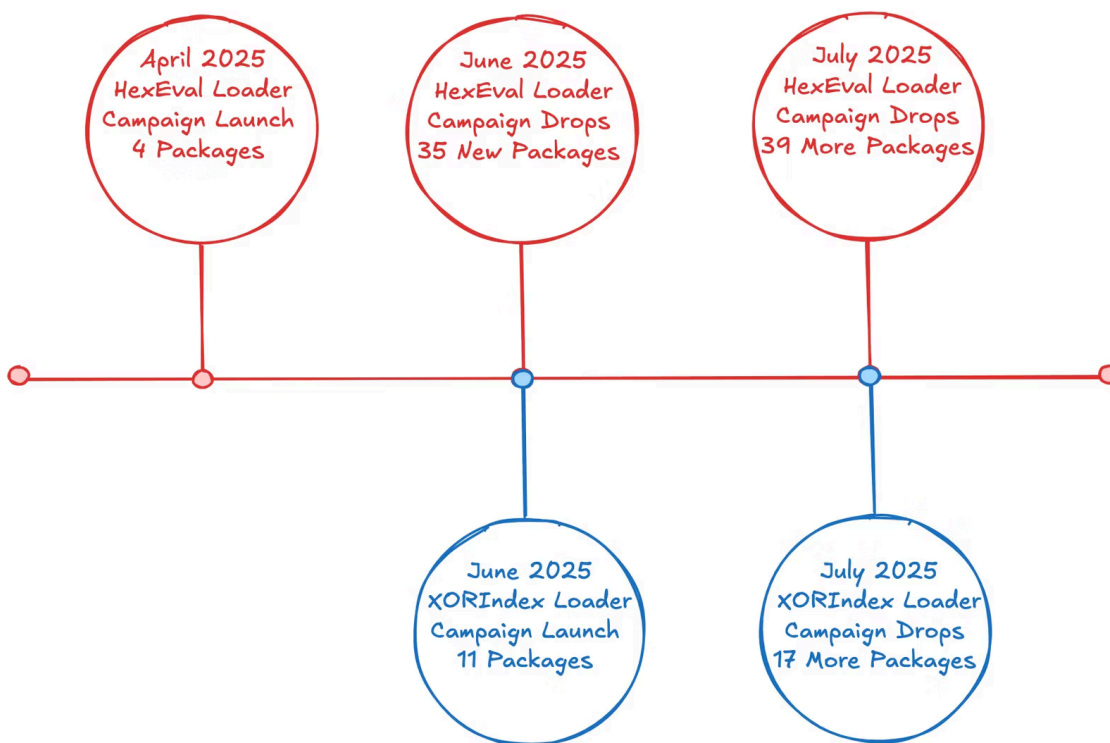 April 2025
HexEval Loader
Campaign Launch
4 Packages
June 2025
HexEval Loader
Campaign Drops
35 New Packages
July 2025
HexEval Loader
Campaign Drops
39 More Packages
June 2025
XORIndex Loader
Campaign Launch
11 Packages
July 2025
XORIndex Loader
Campaign Drops
17 More Packages